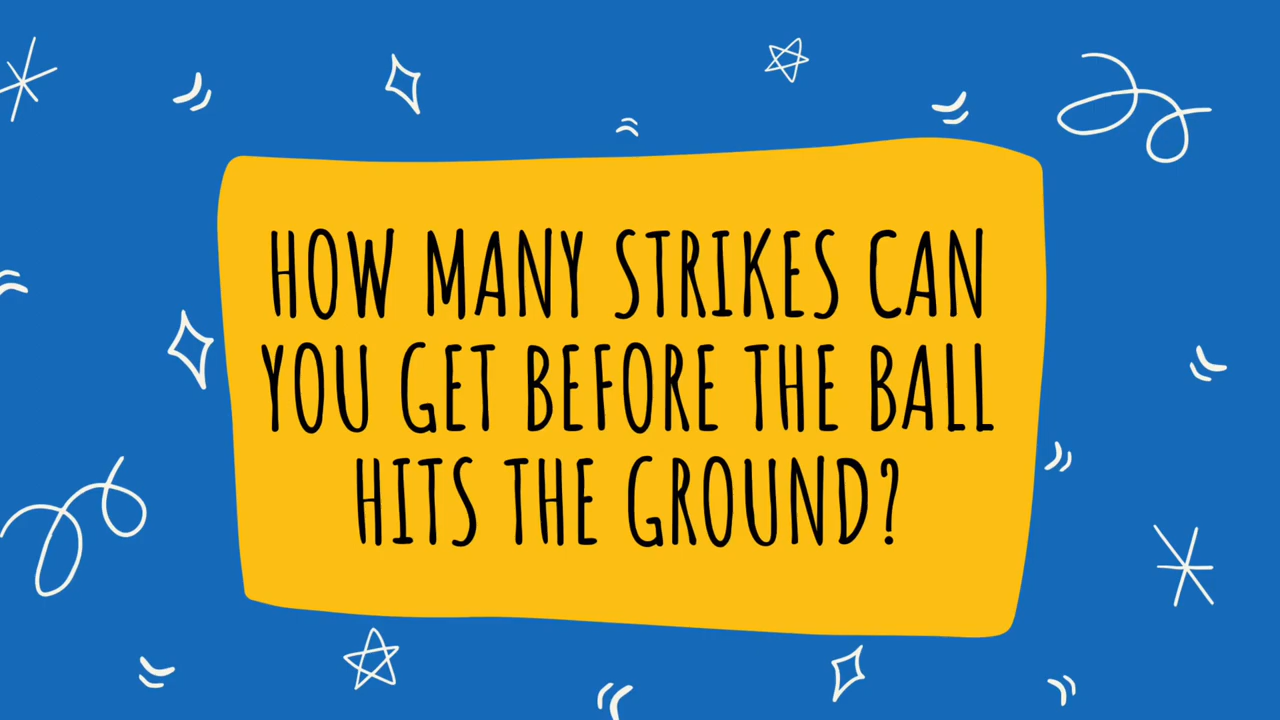 HOW MANY STRIKES CAN
YOU GET BEFORE THE BALL
HITS THE GROUND?